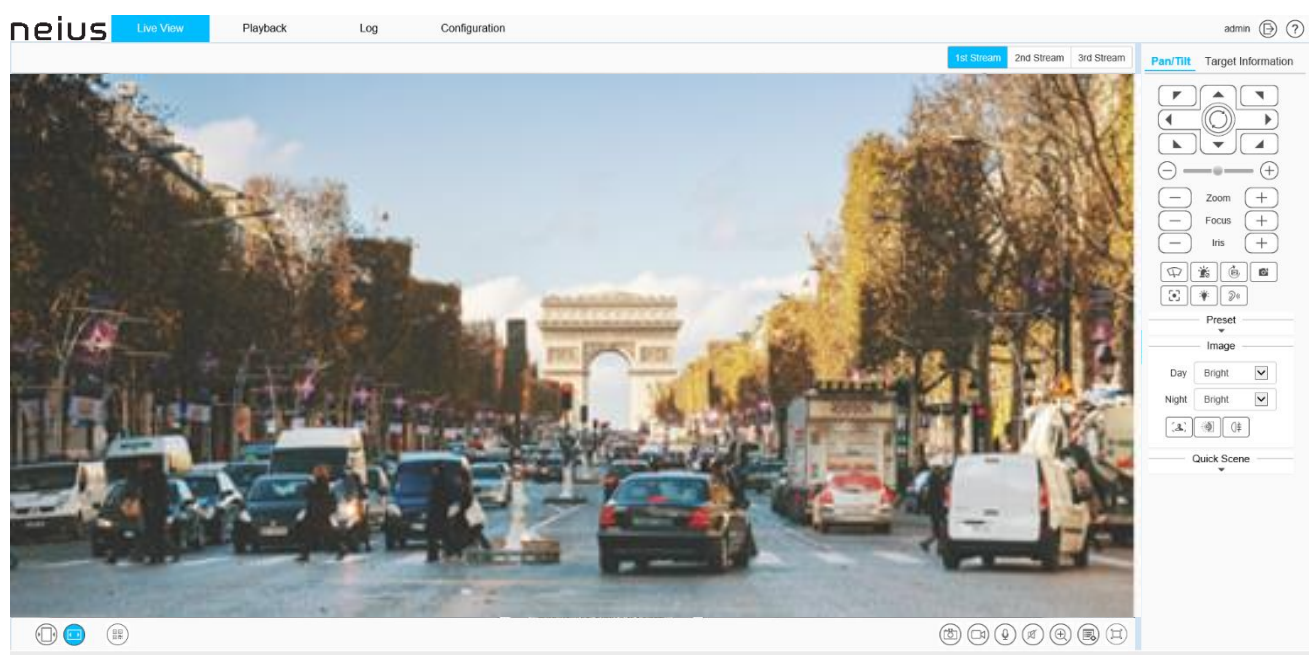 neius
Live View Playback Log Configuration admin
1st Stream 2nd Stream 3rd Stream
Pan/Tilt Target Information
Zoom
Focus
Iris
Preset
Image
Day Bright
Night Bright
Quick Scene